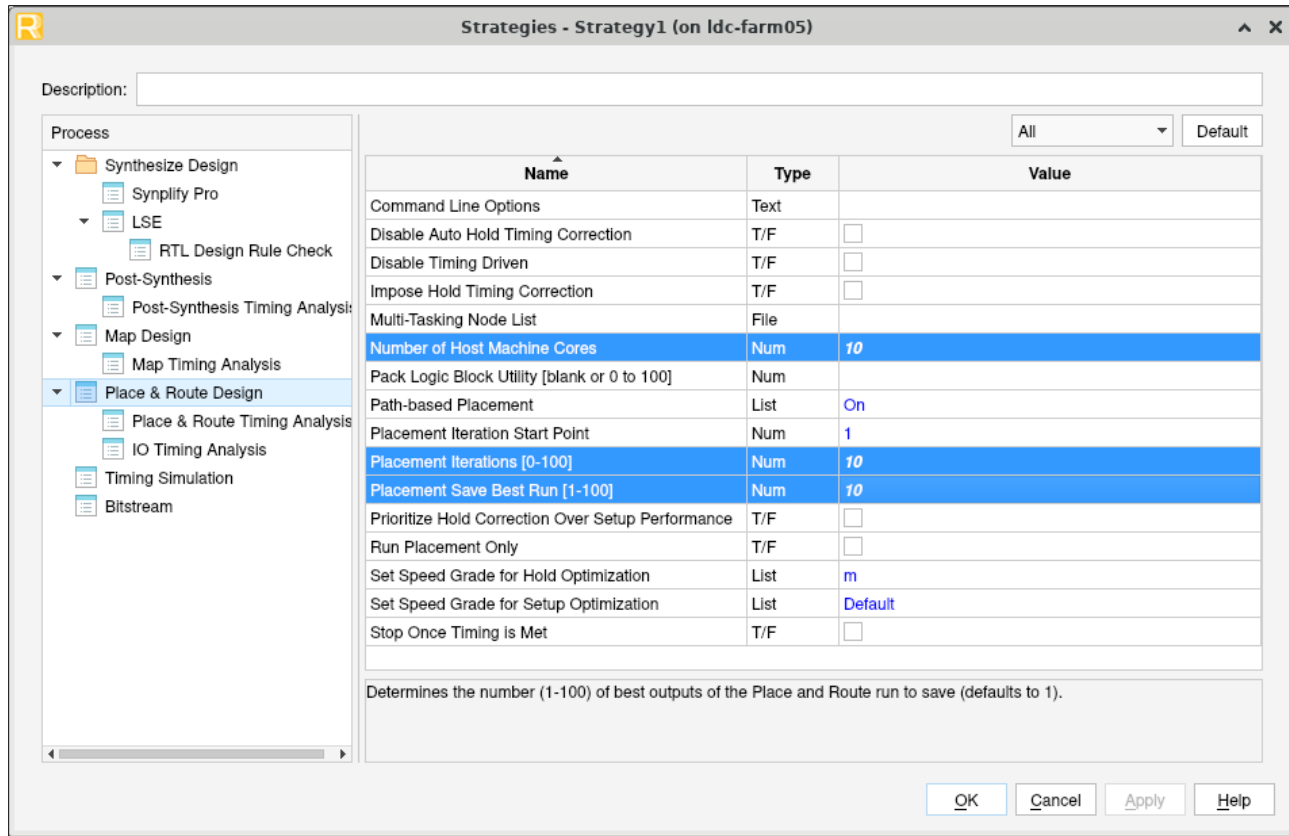 R
Strategies - Strategy1 (on ldc-farm05)
Description:
Process
Synthesize Design
Synplify Pro
LSE
RTL Design Rule Check
Post-Synthesis
Post-Synthesis Timing Analysis
Map Design
Map Timing Analysis
Place & Route Design
Place & Route Timing Analysis
IO Timing Analysis
Timing Simulation
Bitstream
All Default
Name Type Value
Command Line Options Text
Disable Auto Hold Timing Correction T/F
Disable Timing Driven T/F
Impose Hold Timing Correction T/F
Multi-Tasking Node List File
Number of Host Machine Cores Num 10
Pack Logic Block Utility [blank or 0 to 100] Num
Path-based Placement List On
Placement Iteration Start Point Num 1
Placement Iterations [0-100] Num 10
Placement Save Best Run [1-100] Num 10
Prioritize Hold Correction Over Setup Performance T/F
Run Placement Only T/F
Set Speed Grade for Hold Optimization List m
Set Speed Grade for Setup Optimization List Default
Stop Once Timing is Met T/F
Determines the number (1-100) of best outputs of the Place and Route run to save (defaults to 1).
OK Cancel Apply Help